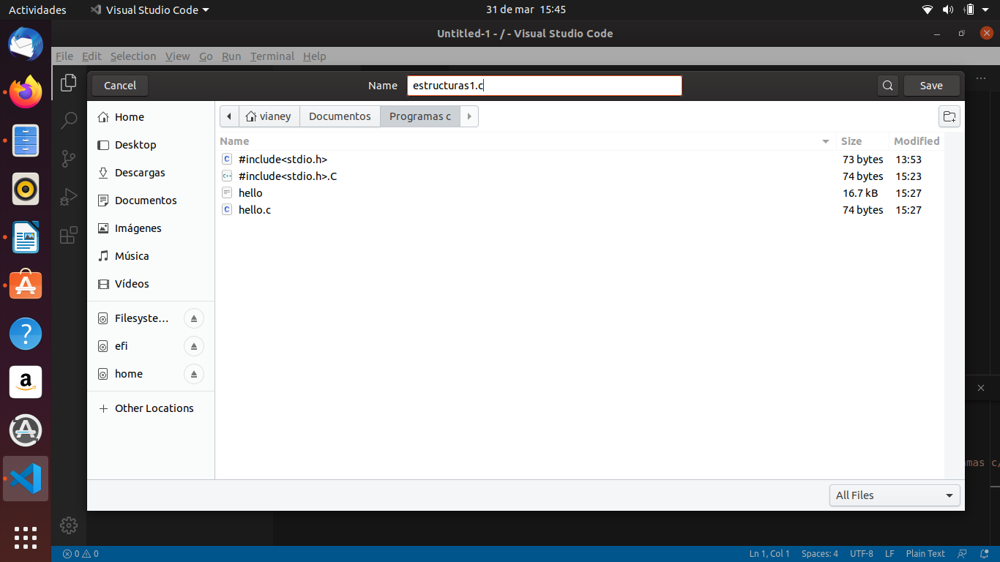 Actividades Visual Studio Code 31 de mar 15:45
Untitled-1 - / - Visual Studio Code
File Edit Selection View Go Run Terminal Help
Cancel Name estructuras1.c Save
Home
Desktop
Descargas
Documentos
Imágenes
Música
Vídeos
Filesyste...
efi
home
+ Other Locations
vianey Documentos Programas c
Name Size Modified
#include<stdio.h> 73 bytes 13:53
#include<stdio.h>.C 74 bytes 15:23
hello 16.7 kB 15:27
hello.c 74 bytes 15:27
amas c/
All Files
0 0 Ln 1, Col 1 Spaces: 4 UTF-8 LF Plain Text